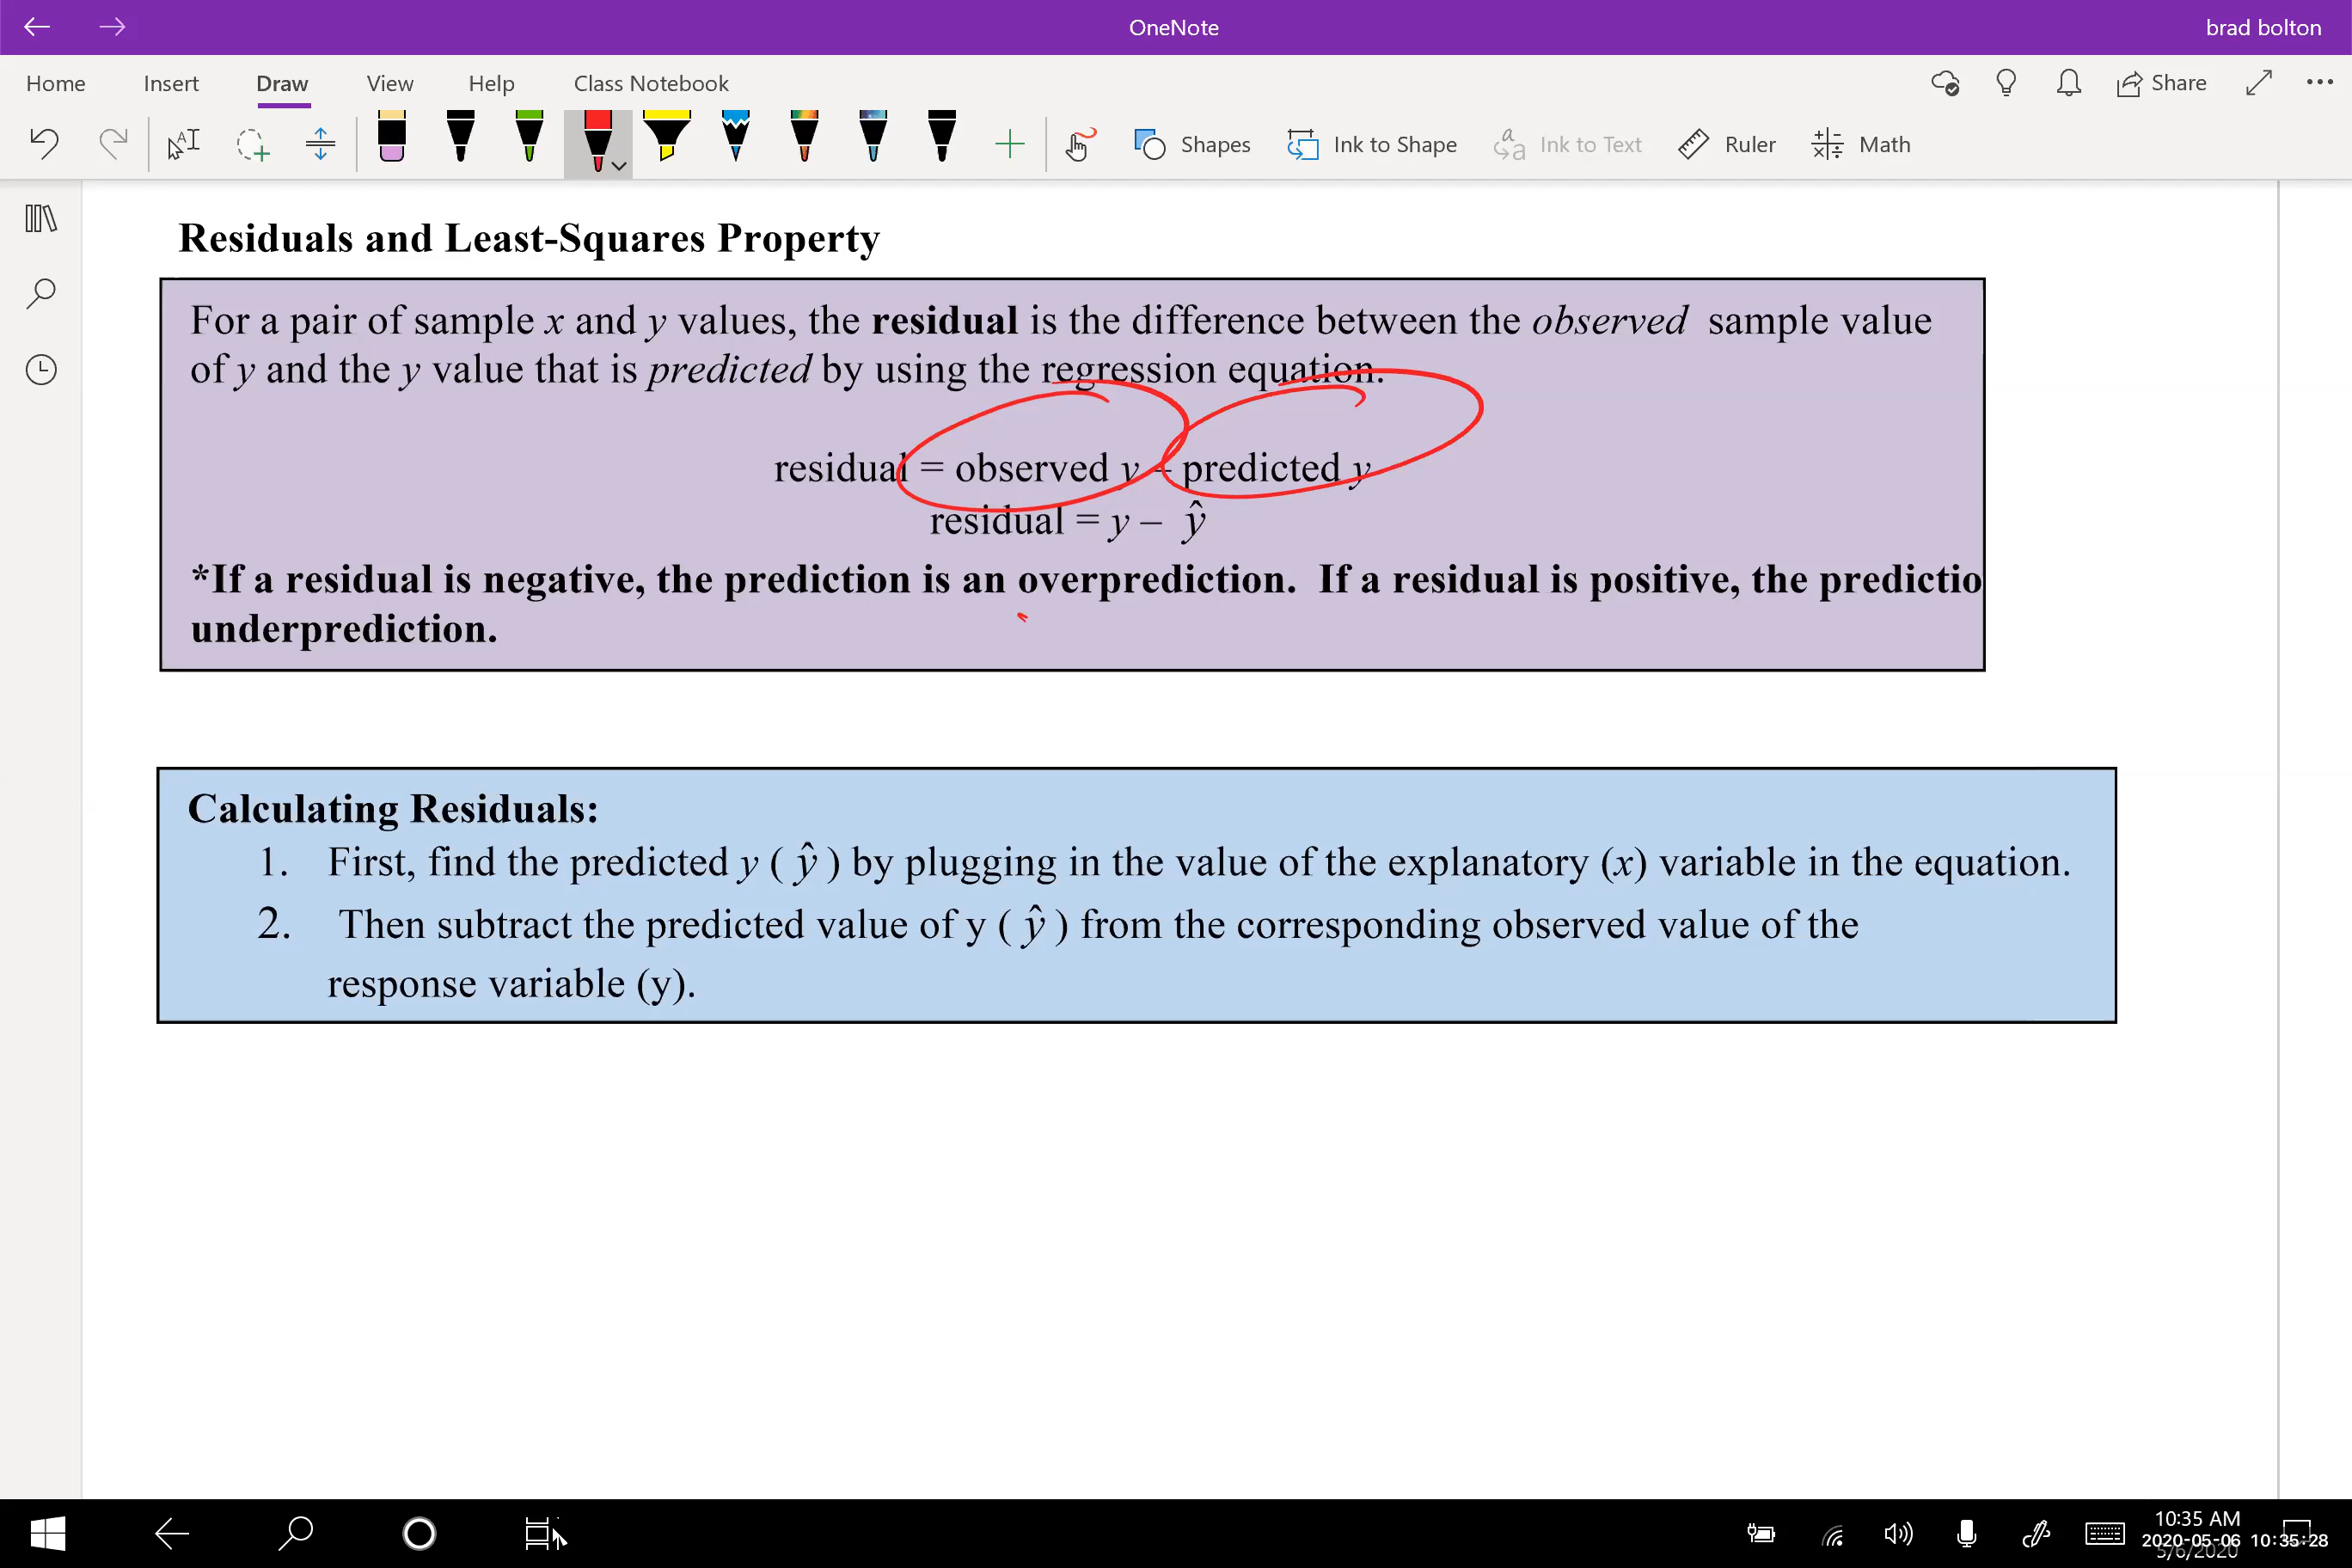 OneNote
brad bolton
Home Insert Draw View Help Class Notebook Share
Shapes Ink to Shape Ink to Text Ruler Math
Residuals and Least-Squares Property
For a pair of sample x and y values, the residual is the difference between the observed sample value
of y and the y value that is predicted by using the regression equation.
residual = observed y - predicted y
residual = y – ŷ
*If a residual is negative, the prediction is an overprediction. If a residual is positive, the predictio
underprediction.
Calculating Residuals:
1. First, find the predicted y ( ŷ ) by plugging in the value of the explanatory (x) variable in the equation.
2. Then subtract the predicted value of y ( ŷ ) from the corresponding observed value of the
response variable (y).
10:35 AM
2020-05-06 10:35:28
5/6/2020